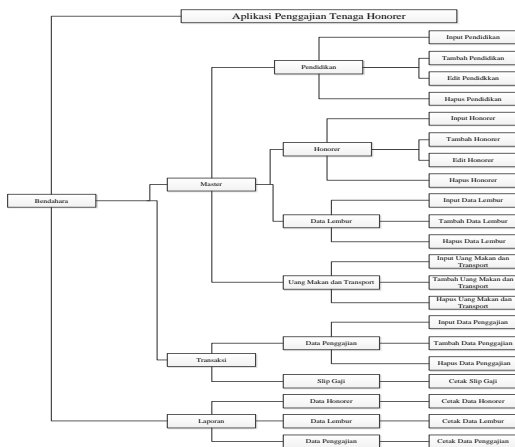 Aplikasi Penggajian Tenaga Honorer
Input Pendidikan
Tambah Pendidikan
Pendidikan
Edit Pendidkkan
Hapus Pendidikan
Input Honorer
Tambah Honorer
Honorer
Edit Honorer
Hapus Honorer
Master
Input Data Lembur
Bendahara
Data Lembur
Tambah Data Lembur
Hapus Data Lembur
Input Uang Makan dan
Transport
Uang Makan dan Transport
Tambah Uang Makan dan
Transport
Hapus Uang Makan dan
Transport
Input Data Penggajian
Data Penggajian
Tambah Data Penggajian
Transaksi
Hapus Data Penggajian
Slip Gaji
Cetak Slip Gaji
Data Honorer
Cetak Data Honorer
Laporan
Data Lembur
Cetak Data Lembur
Data Penggajian
Cetak Data Penggajian